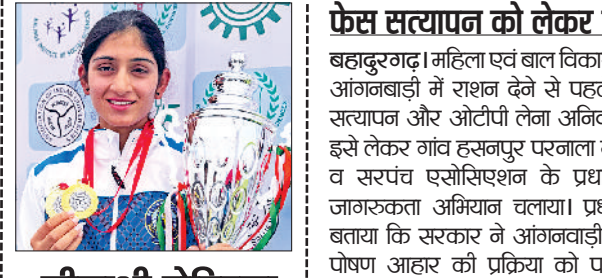 फेस सत्यापन को लेकर
बहादुरगढ़। महिला एवं बाल विका
आंगनबाड़ी में राशन देने से पहल
सत्यापन और ओटीपी लेना अनिव
इसे लेकर गांव हसनपुर परनाला
व सरपंच एसोसिएशन के प्रधा
जागरुकता अभियान चलाया। प्रध
बताया कि सरकार ने आंगनवाड़ी
पोषण आहार की प्रक्रिया को प